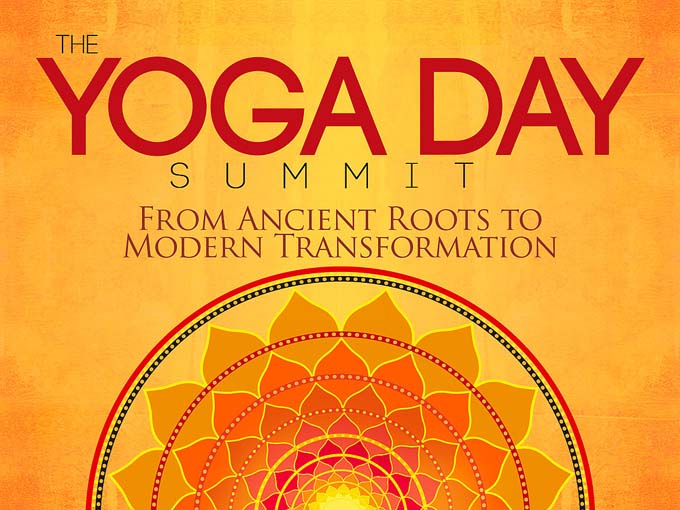 THE
YOGA DAY
SUMMIT
FROM ANCIENT ROOTS TO
MODERN TRANSFORMATION